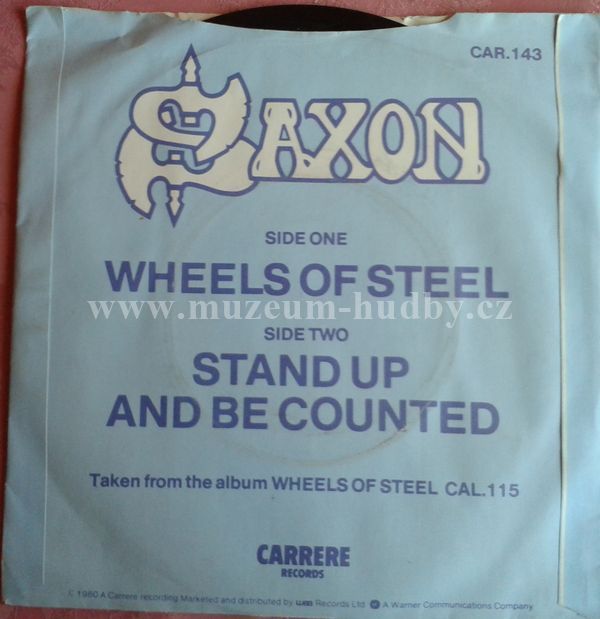 CAR.143
SAXON
SIDE ONE
WHEELS OF STEEL
www.muzeum-hudby.cz
SIDE TWO
STAND UP
AND BE COUNTED
Taken from the album WHEELS OF STEEL CAL.115
CARRERE
RECORDS
1980 A Carrere recording Marketed and distributed by wea Records Ltd. A Warner Communications Company